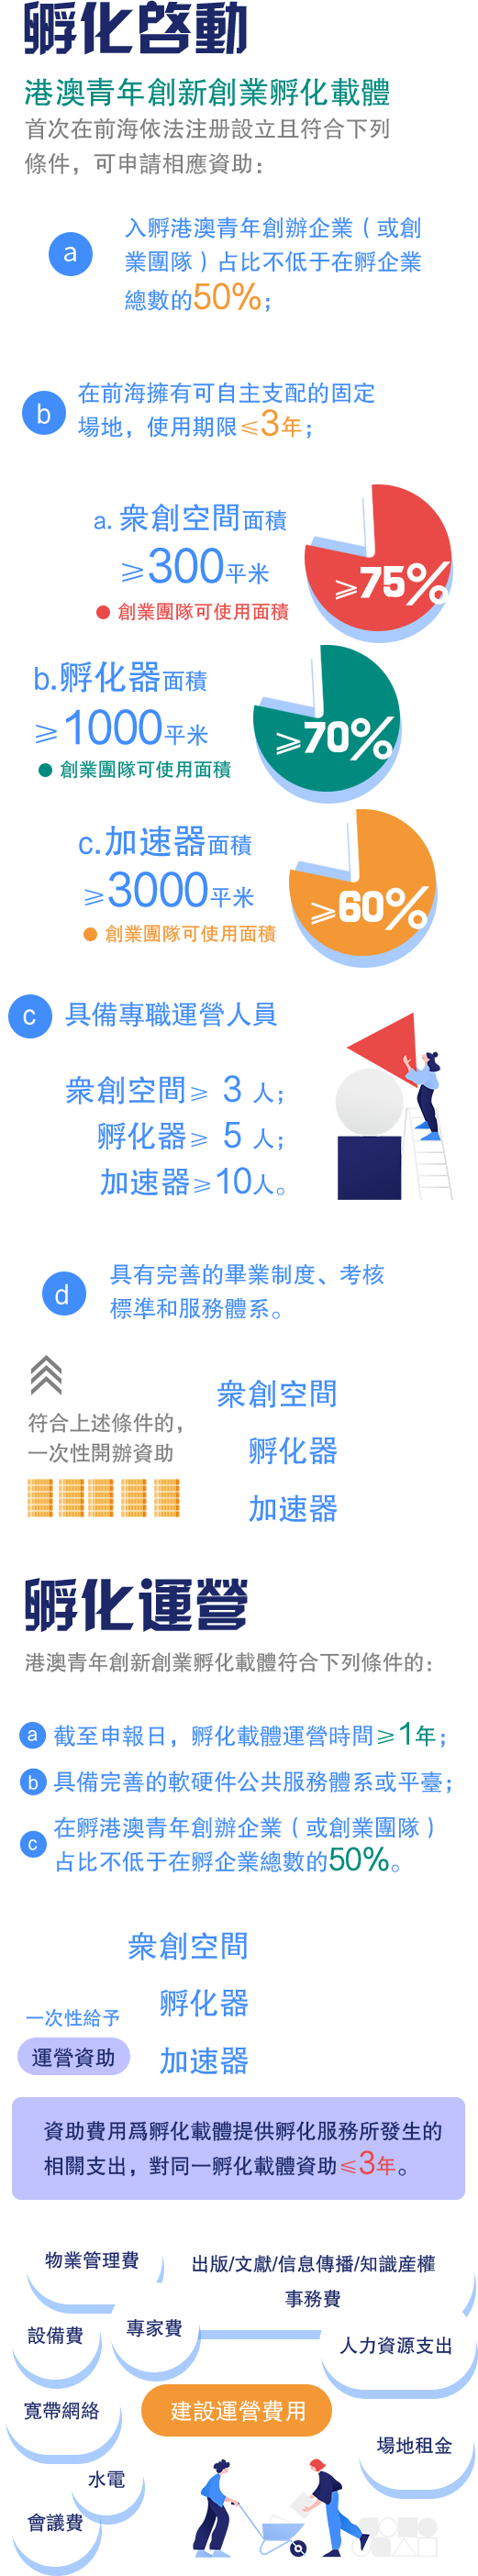 孵化啓動
港澳青年創新創業孵化載體
首次在前海依法注册設立且符合下列
條件，可申請相應資助：
a
入孵港澳青年創辦企業（或創
業團隊）占比不低于在孵企業
總數的50%；
b
在前海擁有可自主支配的固定
場地，使用期限≤3年；
a. 衆創空間面積
≥300平米
● 創業團隊可使用面積
≥75%
b.孵化器面積
≥1000平米
● 創業團隊可使用面積
≥70%
c.加速器面積
≥3000平米
● 創業團隊可使用面積
≥60%
c 具備專職運營人員
衆創空間≥ 3 人；
孵化器≥ 5 人；
加速器≥10人。
d
具有完善的畢業制度、考核
標準和服務體系。
符合上述條件的，
一次性開辦資助
衆創空間
孵化器
加速器
孵化運營
港澳青年創新創業孵化載體符合下列條件的：
a 截至申報日，孵化載體運營時間≥1年；
b 具備完善的軟硬件公共服務體系或平臺；
c 在孵港澳青年創辦企業（或創業團隊）
占比不低于在孵企業總數的50%。
衆創空間
孵化器
加速器
一次性給予
運營資助
資助費用爲孵化載體提供孵化服務所發生的
相關支出，對同一孵化載體資助≤3年。
物業管理費
出版/文獻/信息傳播/知識産權
事務費
專家費
設備費
人力資源支出
寬帶網絡
建設運營費用
場地租金
水電
會議費